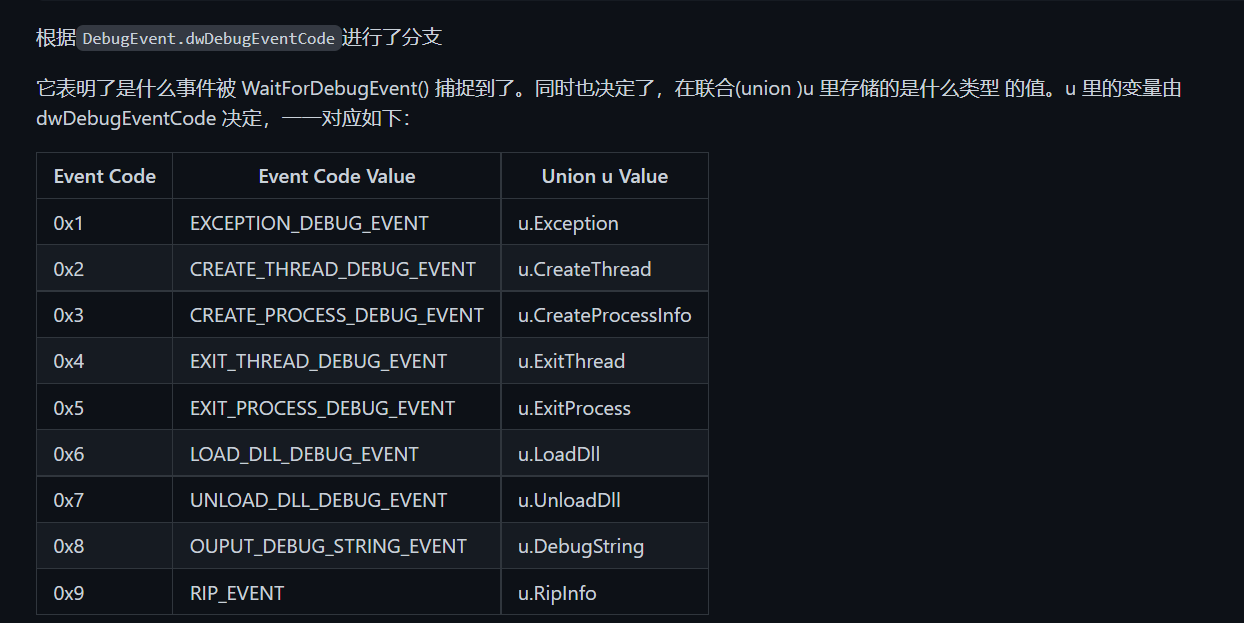 根据DebugEvent.dwDebugEventCode进行了分支
它表明了是什么事件被 WaitForDebugEvent() 捕捉到了。同时也决定了，在联合(union )u 里存储的是什么类型 的值。u 里的变量由
dwDebugEventCode 决定，一一对应如下：
Event Code Event Code Value Union u Value
0x1 EXCEPTION_DEBUG_EVENT u.Exception
0x2 CREATE_THREAD_DEBUG_EVENT u.CreateThread
0x3 CREATE_PROCESS_DEBUG_EVENT u.CreateProcessInfo
0x4 EXIT_THREAD_DEBUG_EVENT u.ExitThread
0x5 EXIT_PROCESS_DEBUG_EVENT u.ExitProcess
0x6 LOAD_DLL_DEBUG_EVENT u.LoadDll
0x7 UNLOAD_DLL_DEBUG_EVENT u.UnloadDll
0x8 OUPUT_DEBUG_STRING_EVENT u.DebugString
0x9 RIP_EVENT u.RipInfo